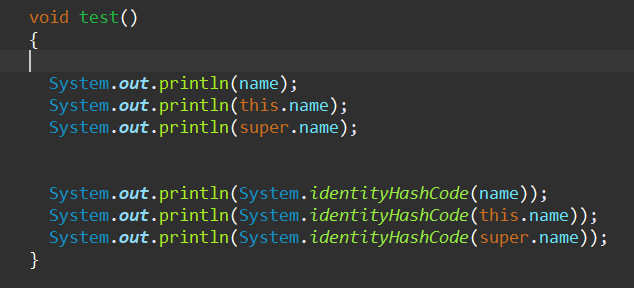 void test()
{
System.out.println(name);
System.out.println(this.name);
System.out.println(super.name);
System.out.println(System.identityHashCode(name));
System.out.println(System.identityHashCode(this.name));
System.out.println(System.identityHashCode(super.name));
}